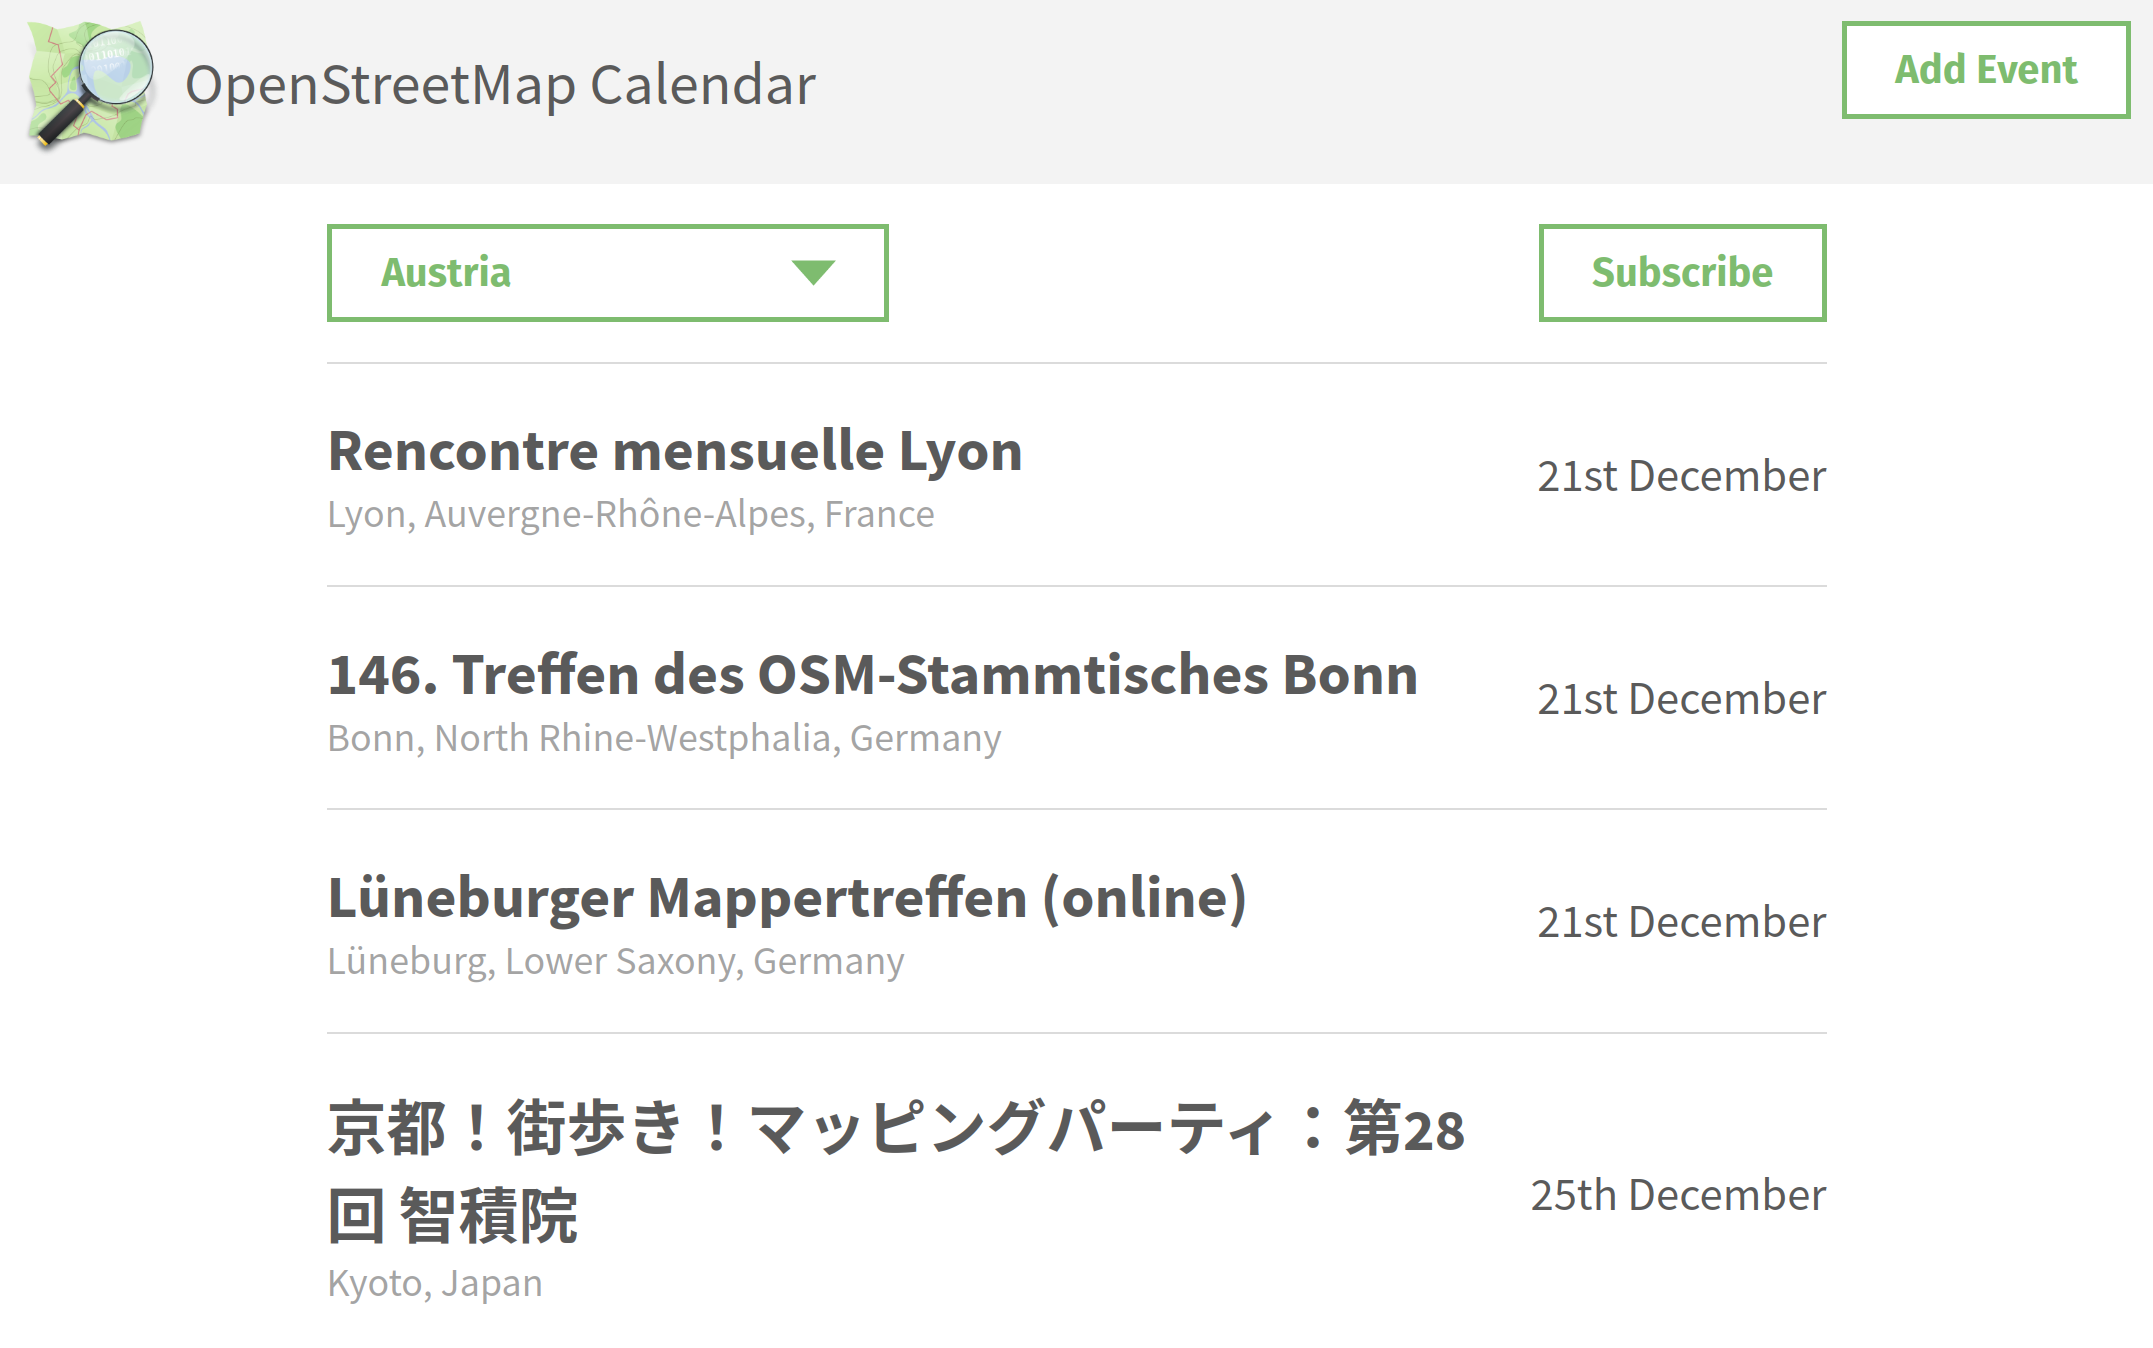 OpenStreetMap Calendar
Add Event
Austria
Subscribe
Rencontre mensuelle Lyon
Lyon, Auvergne-Rhône-Alpes, France
21st December
146. Treffen des OSM-Stammtisches Bonn
Bonn, North Rhine-Westphalia, Germany
21st December
Lüneburger Mappertreffen (online)
Lüneburg, Lower Saxony, Germany
21st December
京都！街歩き！マッピングパーティ：第28
回 智積院
Kyoto, Japan
25th December